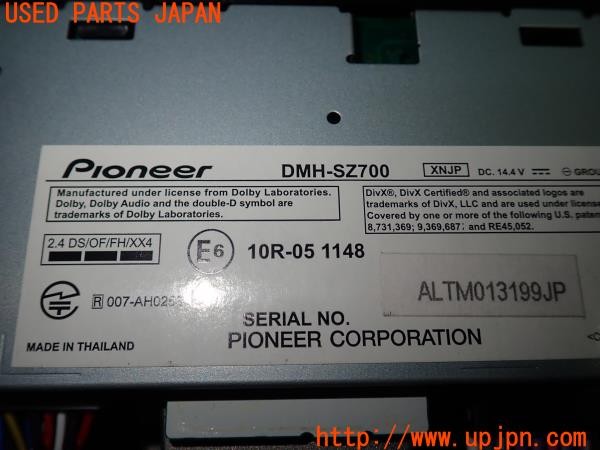 USED PARTS JAPAN
Pioneer DMH-SZ700 XNJP DC. 14.4 V
Manufactured under license from Dolby Laboratories.
Dolby, Dolby Audio and the double-D symbol are
trademarks of Dolby Laboratories.
DivX®, DivX Certified® and associated logos are
trademarks of DivX, LLC and are used under
Covered by one or more of the following U.S. patents
8,731,369; 9,369,687; and RE45,052.
2.4 DS/OF/FH/XX4
E6 10R-05 1148
R 007-AH025
ALTM013199JP
SERIAL NO.
MADE IN THAILAND
PIONEER CORPORATION
http://www.upjpn.com/